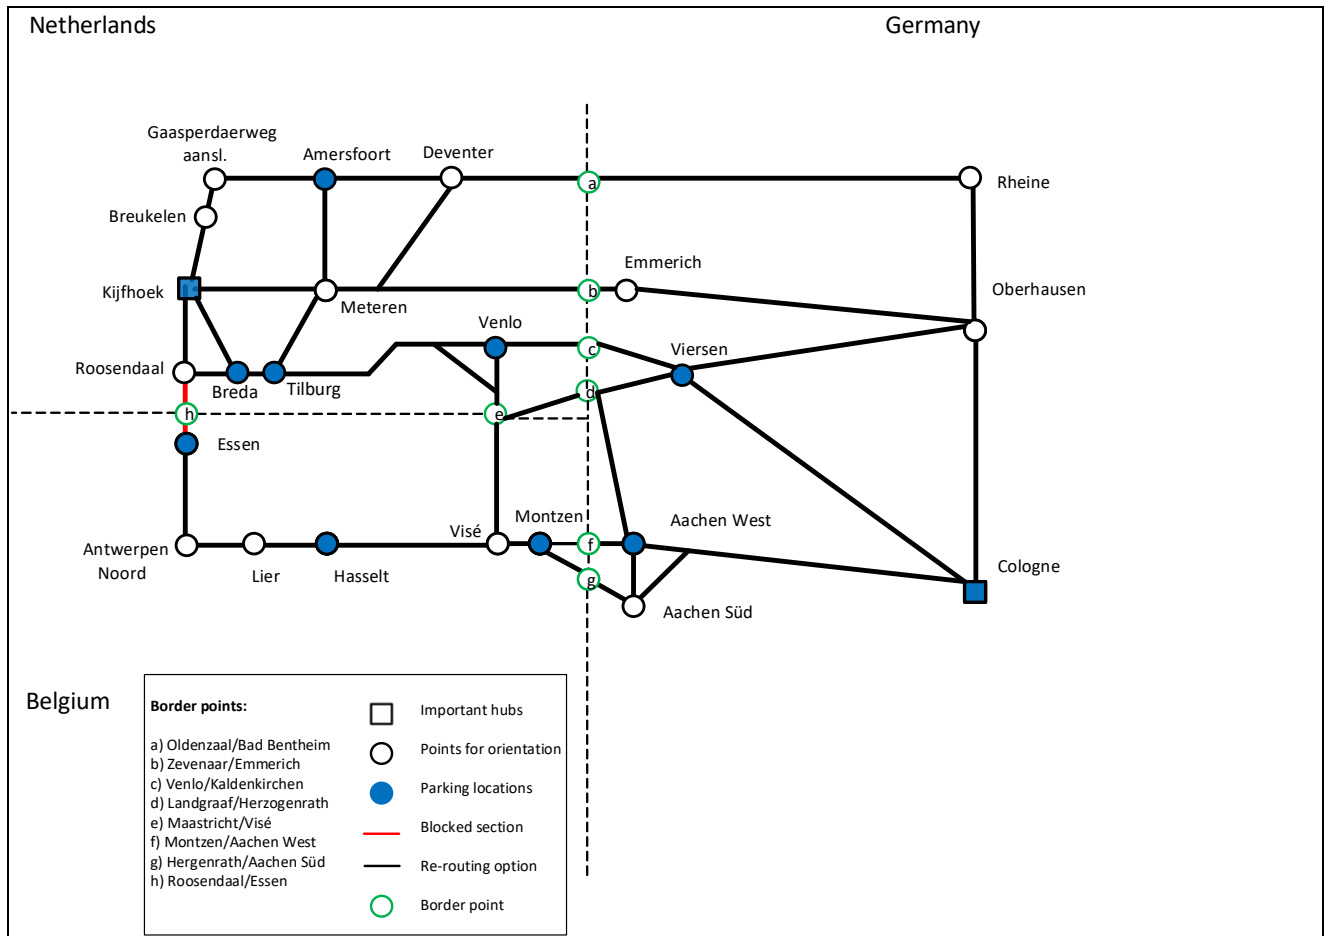 Netherlands
Germany
Gaasperdaerweg
aansl.
Amersfoort
Deventer
a
Rheine
Breukelen
Emmerich
Kijfhoek
b
Oberhausen
Meteren
Venlo
c
Viersen
Roosendaal
Breda
Tilburg
d
h
e
Essen
Visé
Montzen
Aachen West
f
Antwerpen
Noord
Lier
Hasselt
g
Cologne
Aachen Süd
Belgium
Border points:
a) Oldenzaal/Bad Bentheim
b) Zevenaar/Emmerich
c) Venlo/Kaldenkirchen
d) Landgraaf/Herzogenrath
e) Maastricht/Visé
f) Montzen/Aachen West
g) Hergenrath/Aachen Süd
h) Roosendaal/Essen
Important hubs
Points for orientation
Parking locations
Blocked section
Re-routing option
Border point